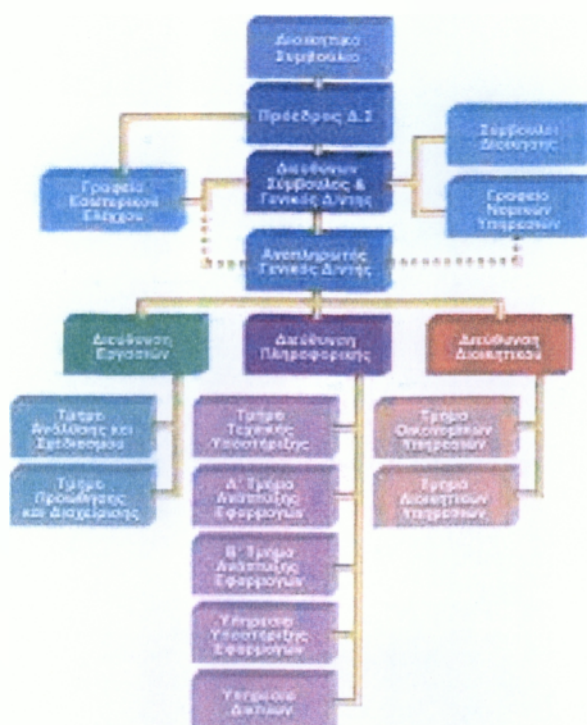 Διοικητικό
Συμβούλιο
Πρόεδρος Δ.Σ
Διευθύνων
Σύμβουλος &
Γενικός Δ/ντης
Σύμβουλοι
Διοίκησης
Γραφείο
Εσωτερικού
Ελέγχου
Γραφείο
Νομικών
Υπηρεσιών
Αναπληρωτής
Γενικός Δ/ντης
Διεύθυνση
Εργασιών
Διεύθυνση
Πληροφορικής
Διεύθυνση
Διοικητικού
Τμήμα
Ανάλυσης και
Σχεδιασμού
Τμήμα
Προώθησης
και Διαχείρισης
Τμήμα
Τεχνικής
Υποστήριξης
Α' Τμήμα
Ανάπτυξης
Εφαρμογών
Β' Τμήμα
Ανάπτυξης
Εφαρμογών
Υπηρεσία
Υποστήριξης
Εφαρμογών
Υπηρεσία
Δικτύων
Τμήμα
Οικονομικών
Υπηρεσιών
Τμήμα
Διοικητικών
Υπηρεσιών